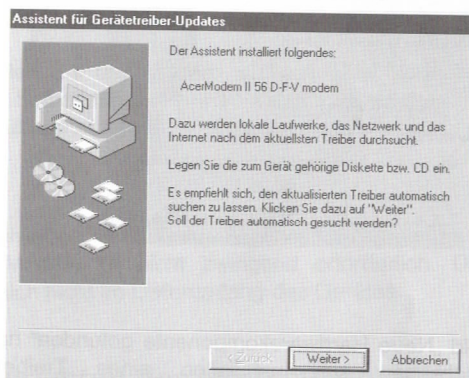 Assistent für Gerätetreiber-Updates
Der Assistent installiert folgendes:
AcerModem II 56 D-F-V modem
Dazu werden lokale Laufwerke, das Netzwerk und das
Internet nach dem aktuellsten Treiber durchsucht.
Legen Sie die zum Gerät gehörige Diskette bzw. CD ein.
Es empfiehlt sich, den aktualisierten Treiber automatisch
suchen zu lassen. Klicken Sie dazu auf "Weiter".
Soll der Treiber automatisch gesucht werden?
< Zurück
Weiter >
Abbrechen